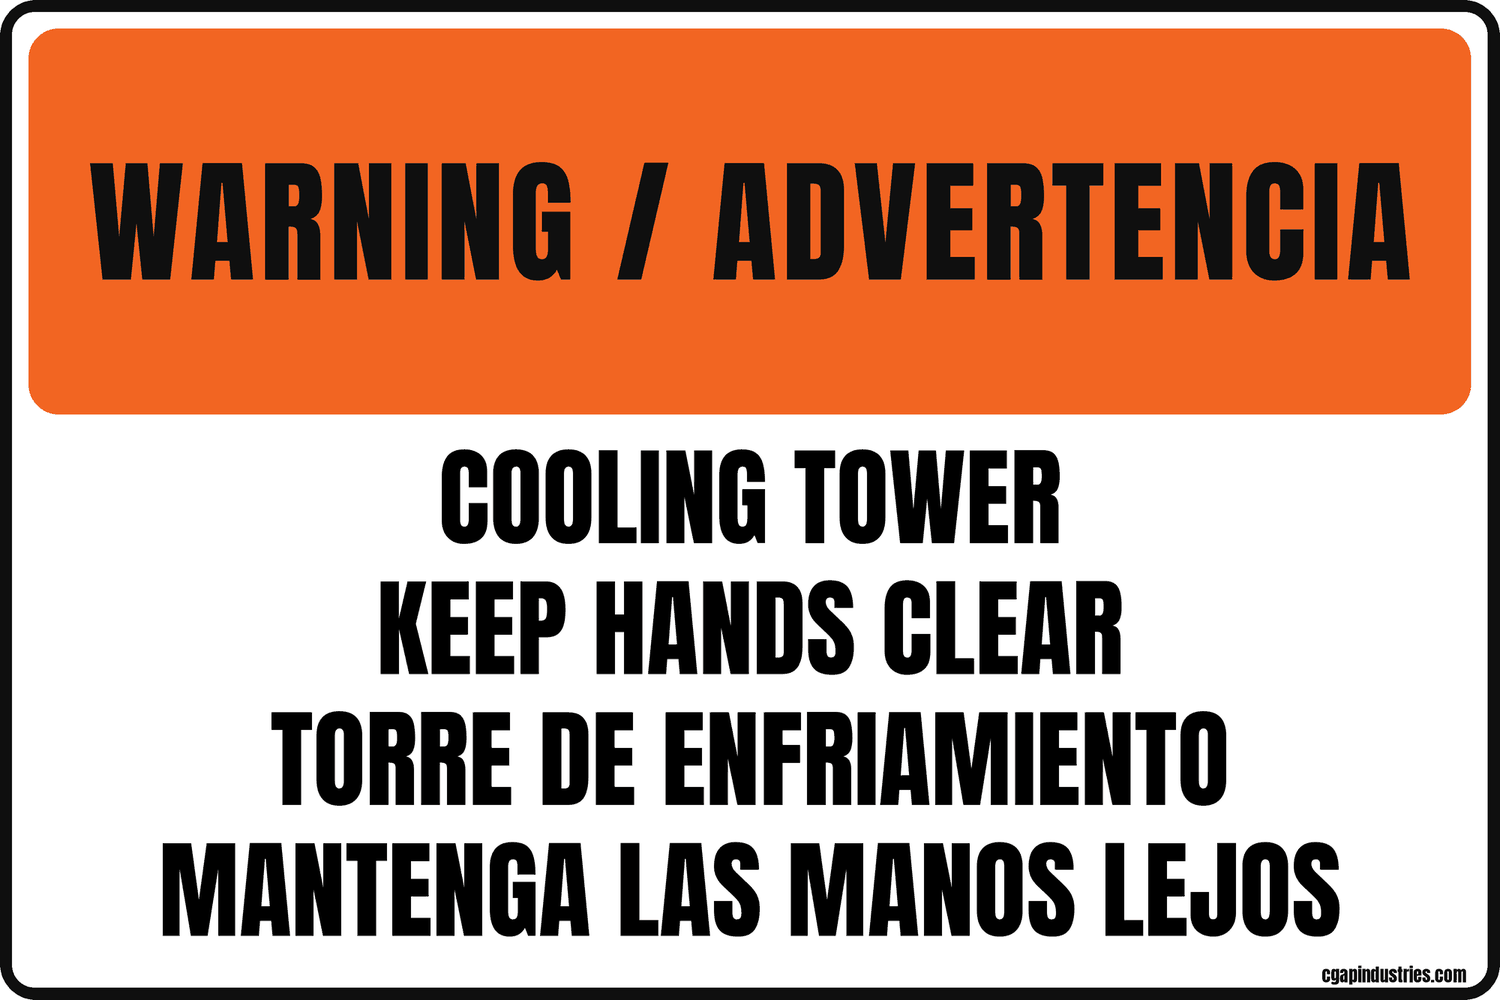 WARNING / ADVERTENCIA
COOLING TOWER
KEEP HANDS CLEAR
TORRE DE ENFRIAMIENTO
MANTENGA LAS MANOS LEJOS
cgapindustries.com